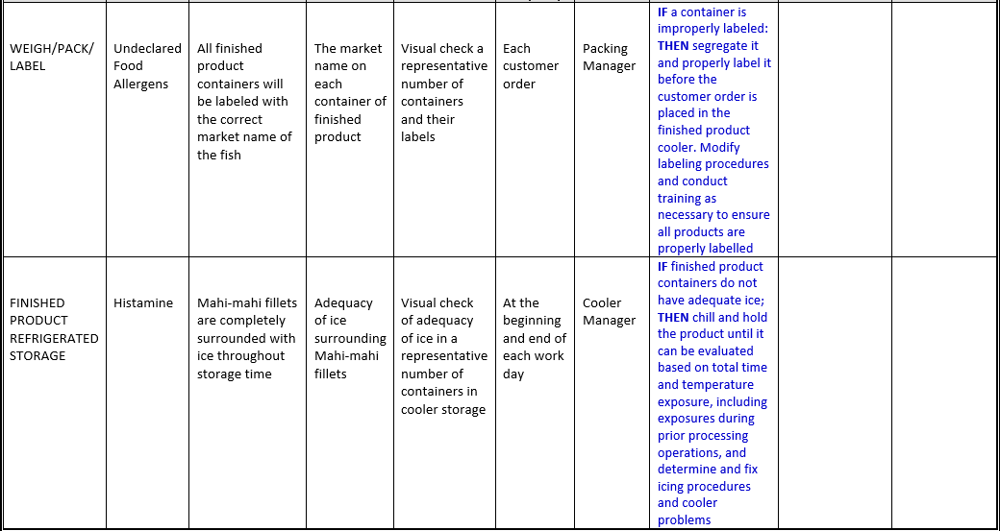 WEIGH/PACK/
LABEL
Undeclared
Food
Allergens
All finished
product
containers will
be labeled with
the correct
market name of
the fish
The market
name on
each
container of
finished
product
Visual check a
representative
number of
containers
and their
labels
Each
customer
order
Packing
Manager
IF a container is
improperly labeled:
THEN segregate it
and properly label it
before the
customer order is
placed in the
finished product
cooler. Modify
labeling procedures
and conduct
training as
necessary to ensure
all products are
properly labelled
FINISHED
PRODUCT
REFRIGERATED
STORAGE
Histamine
Mahi-mahi fillets
are completely
surrounded with
ice throughout
storage time
Adequacy
of ice
surrounding
Mahi-mahi
fillets
Visual check
of adequacy
of ice in a
representative
number of
containers in
cooler storage
At the
beginning
and end of
each work
day
Cooler
Manager
IF finished product
containers do not
have adequate ice;
THEN chill and hold
the product until it
can be evaluated
based on total time
and temperature
exposure, including
exposures during
prior processing
operations, and
determine and fix
icing procedures
and cooler
problems